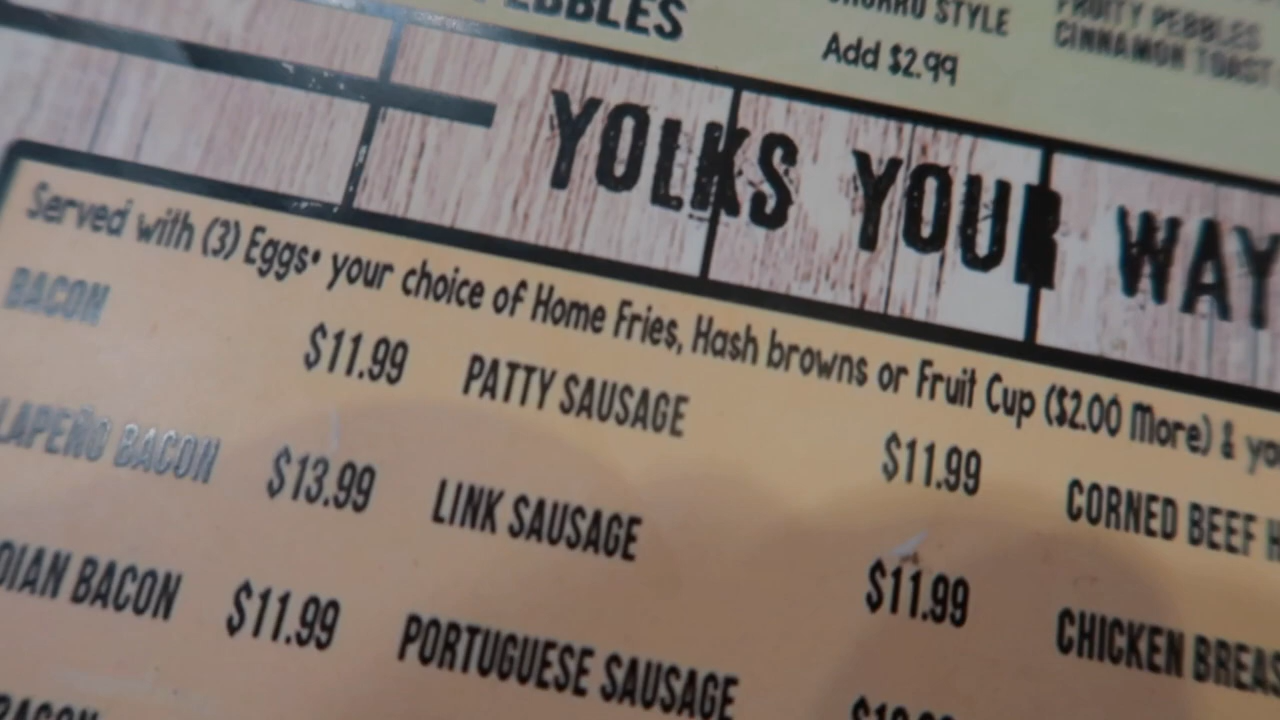 PEBBLES
STYLE
Add $2.99
FRUITY PEBBLES
CINNAMON TOAST
YOLKS YOUR WAY
Served with (3) Eggs• your choice of Home Fries, Hash browns or Fruit Cup ($2.00 More) &
BACON $11.99
PATTY SAUSAGE $11.99
CORNED BEEF
LAPEÑO BACON $13.99
LINK SAUSAGE $11.99
CHICKEN BREAS
DIAN BACON $11.99
PORTUGUESE SAUSAGE
BACON